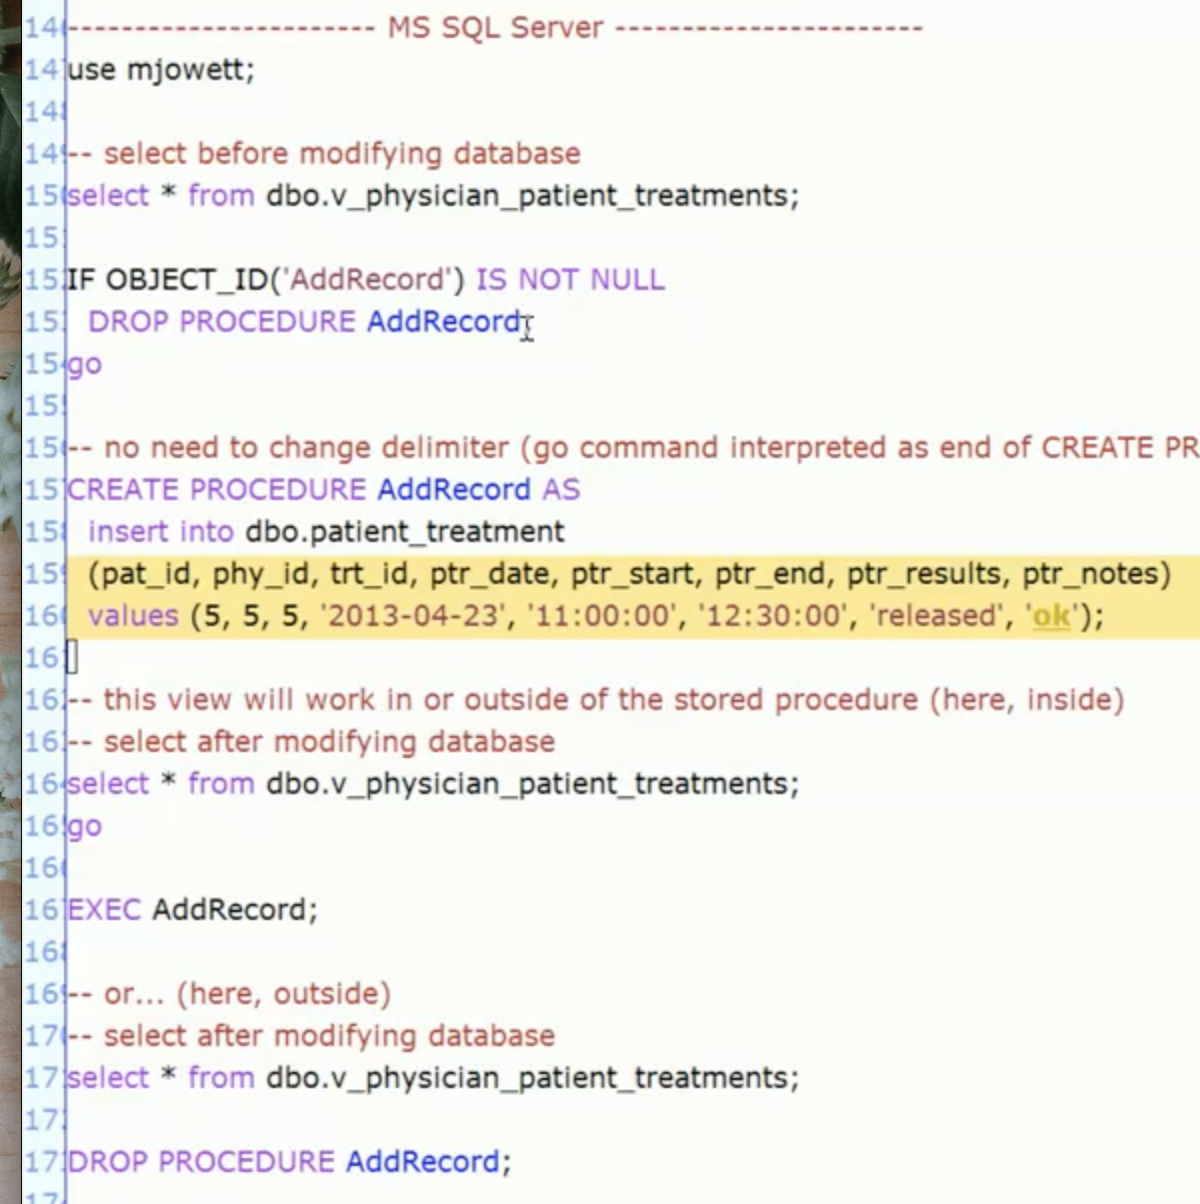 14 ----------------------- MS SQL Server -----------------------
14 use mjowett;
14
14 -- select before modifying database
15 select * from dbo.v_physician_patient_treatments;
15
15 IF OBJECT_ID('AddRecord') IS NOT NULL
15 DROP PROCEDURE AddRecord;
15 go
15
15 -- no need to change delimiter (go command interpreted as end of CREATE PR
15 CREATE PROCEDURE AddRecord AS
15 insert into dbo.patient_treatment
15 (pat_id, phy_id, trt_id, ptr_date, ptr_start, ptr_end, ptr_results, ptr_notes)
16 values (5, 5, 5, '2013-04-23', '11:00:00', '12:30:00', 'released', 'ok');
16
16 -- this view will work in or outside of the stored procedure (here, inside)
16 -- select after modifying database
16 select * from dbo.v_physician_patient_treatments;
16 go
16
16 EXEC AddRecord;
16
16 -- or... (here, outside)
17 -- select after modifying database
17 select * from dbo.v_physician_patient_treatments;
17
17 DROP PROCEDURE AddRecord;